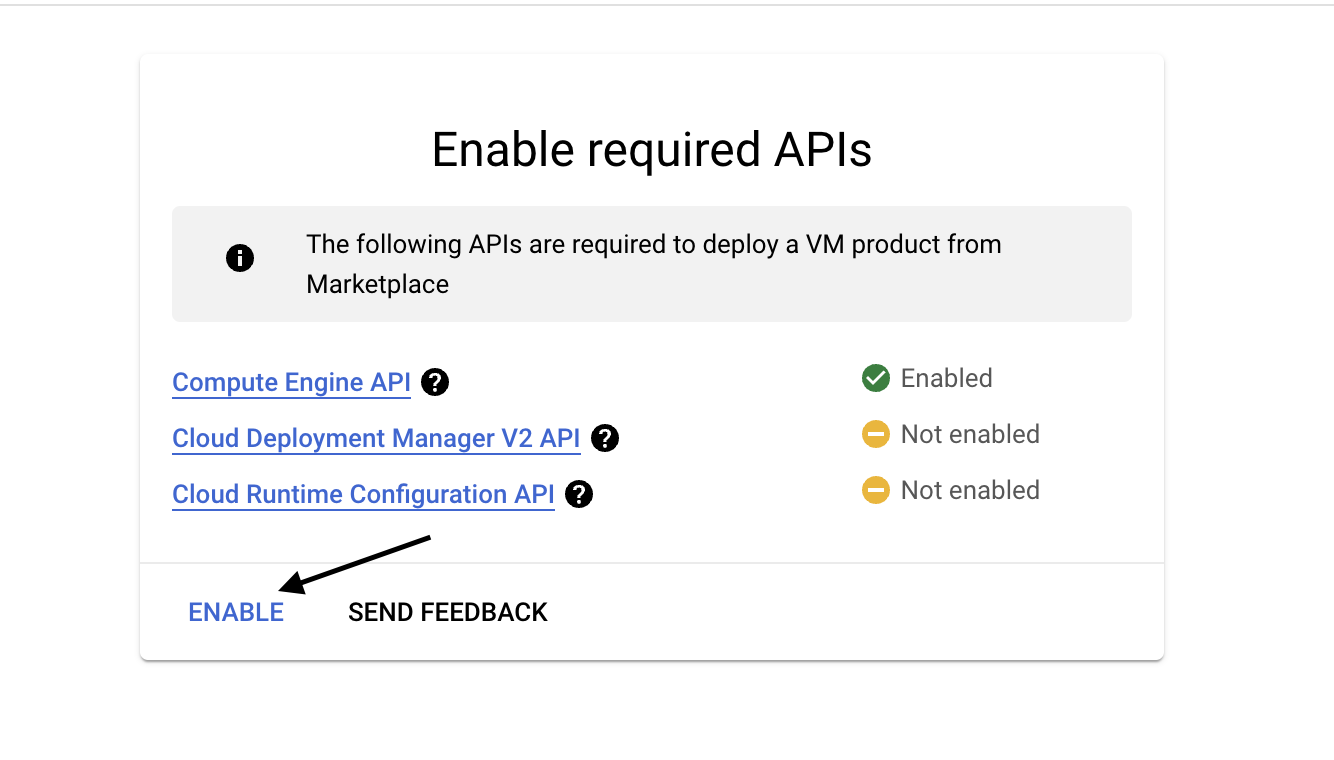 Enable required APIs
The following APIs are required to deploy a VM product from
Marketplace
Compute Engine API
Enabled
Cloud Deployment Manager V2 API
Not enabled
Cloud Runtime Configuration API
Not enabled
ENABLE
SEND FEEDBACK